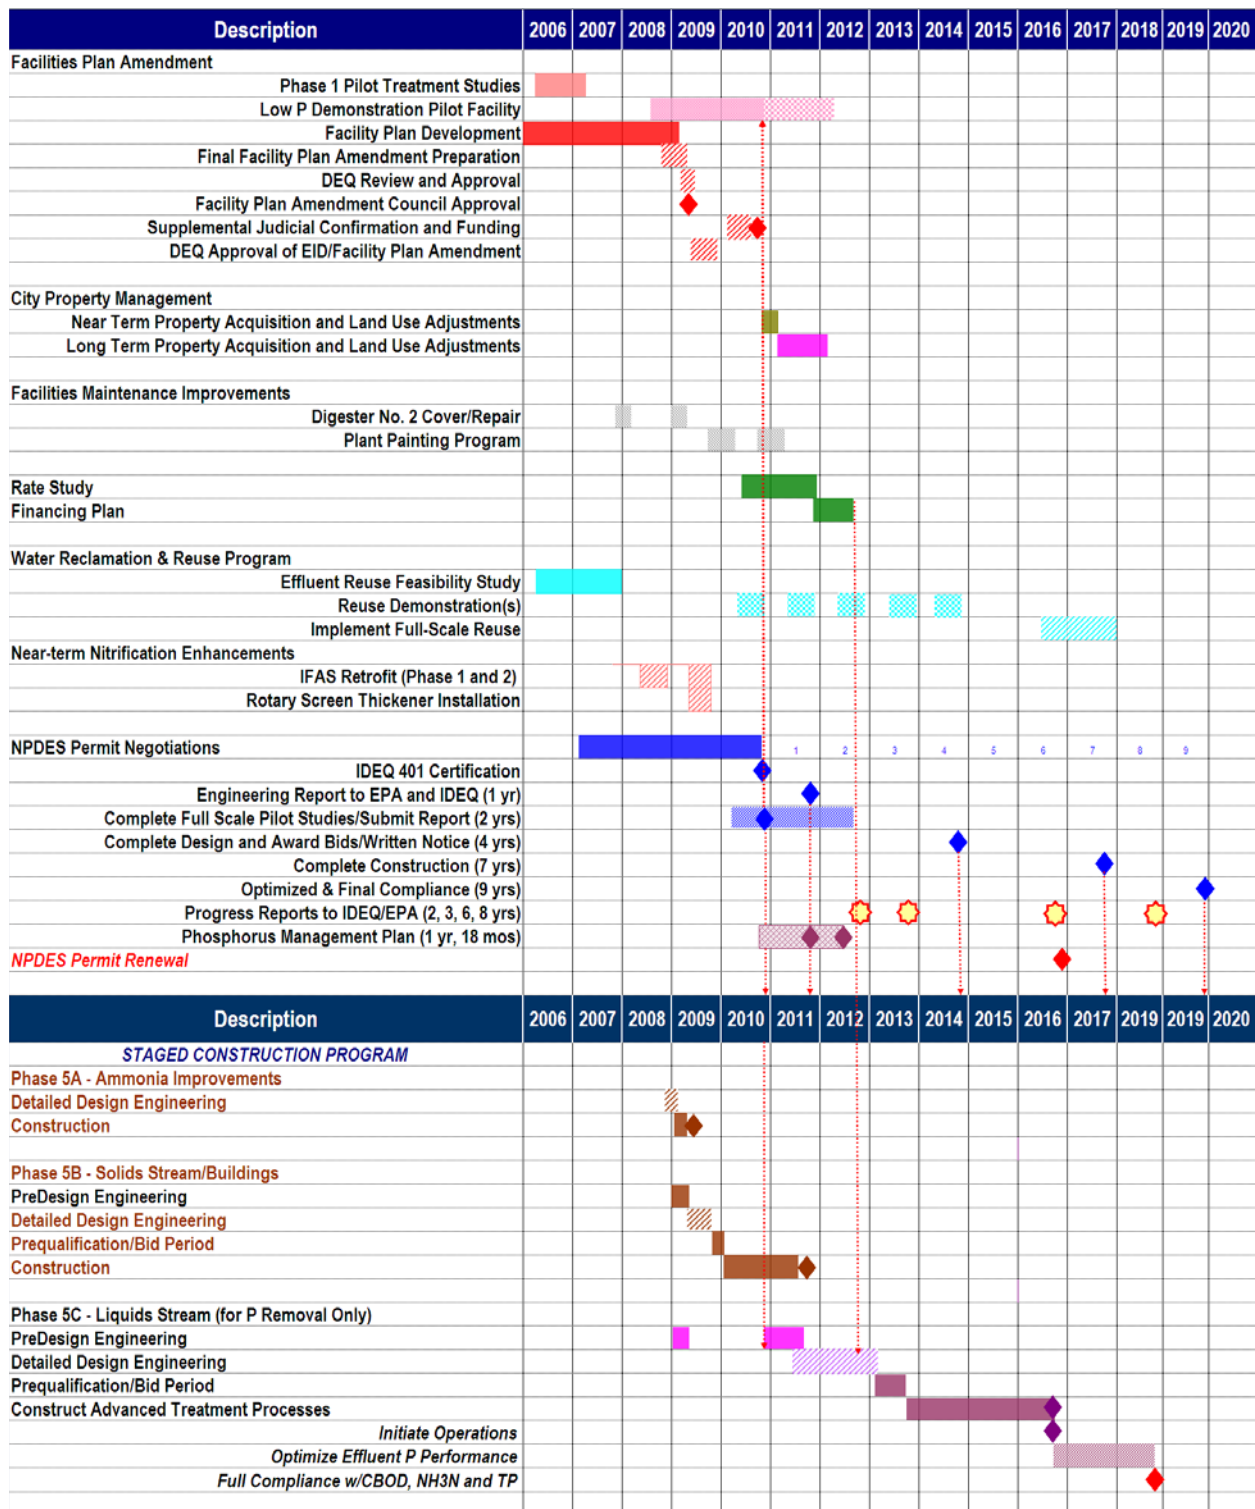 Description 2006 2007 2008 2009 2010 2011 2012 2013 2014 2015 2016 2017 2018 2019 2020
Facilities Plan Amendment
Phase 1 Pilot Treatment Studies
Low P Demonstration Pilot Facility
Facility Plan Development
Final Facility Plan Amendment Preparation
DEQ Review and Approval
Facility Plan Amendment Council Approval
Supplemental Judicial Confirmation and Funding
DEQ Approval of EID/Facility Plan Amendment
City Property Management
Near Term Property Acquisition and Land Use Adjustments
Long Term Property Acquisition and Land Use Adjustments
Facilities Maintenance Improvements
Digester No. 2 Cover/Repair
Plant Painting Program
Rate Study
Financing Plan
Water Reclamation & Reuse Program
Effluent Reuse Feasibility Study
Reuse Demonstration(s)
Implement Full-Scale Reuse
Near-term Nitrification Enhancements
IFAS Retrofit (Phase 1 and 2)
Rotary Screen Thickener Installation
NPDES Permit Negotiations 1 2 3 4 5 6 7 8 9
IDEQ 401 Certification
Engineering Report to EPA and IDEQ (1 yr)
Complete Full Scale Pilot Studies/Submit Report (2 yrs)
Complete Design and Award Bids/Written Notice (4 yrs)
Complete Construction (7 yrs)
Optimized & Final Compliance (9 yrs)
Progress Reports to IDEQ/EPA (2, 3, 6, 8 yrs)
Phosphorus Management Plan (1 yr, 18 mos)
NPDES Permit Renewal
Description 2006 2007 2008 2009 2010 2011 2012 2013 2014 2015 2016 2017 2018 2019 2020
STAGED CONSTRUCTION PROGRAM
Phase 5A - Ammonia Improvements
Detailed Design Engineering
Construction
Phase 5B - Solids Stream/Buildings
PreDesign Engineering
Detailed Design Engineering
Prequalification/Bid Period
Construction
Phase 5C - Liquids Stream (for P Removal Only)
PreDesign Engineering
Detailed Design Engineering
Prequalification/Bid Period
Construct Advanced Treatment Processes
Initiate Operations
Optimize Effluent P Performance
Full Compliance w/CBOD, NH3N and TP